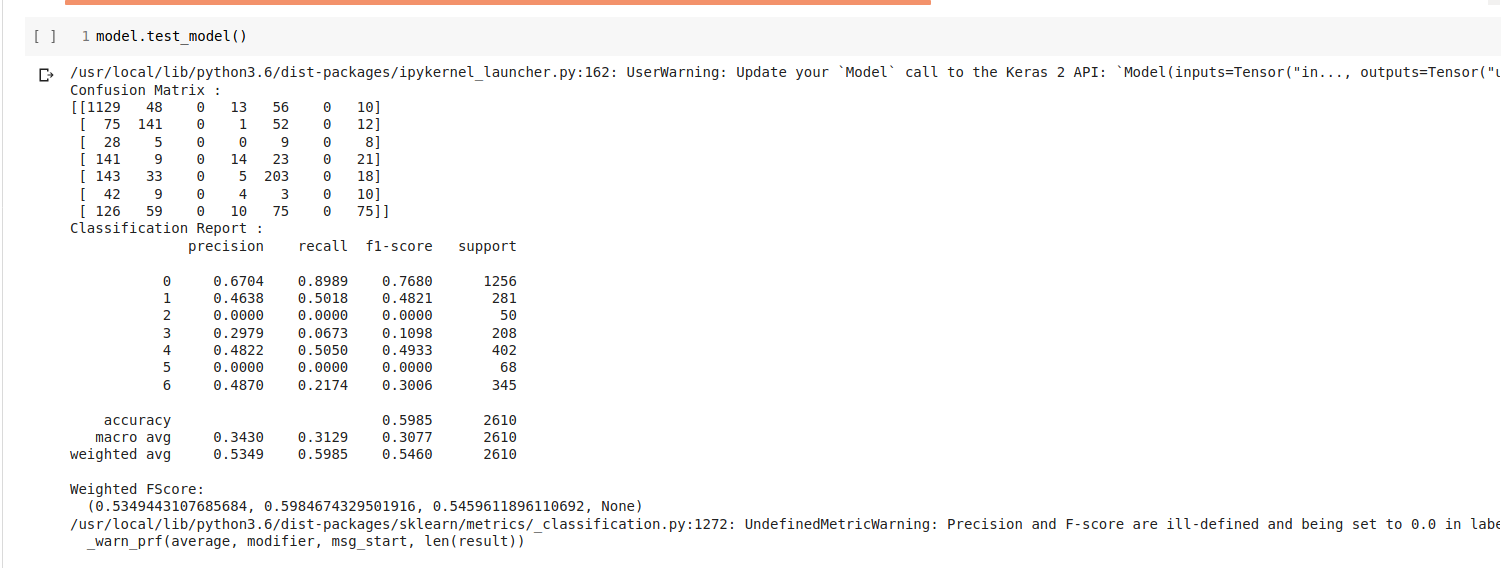 [ ] 1 model.test_model()
/usr/local/lib/python3.6/dist-packages/ipykernel_launcher.py:162: UserWarning: Update your `Model` call to the Keras 2 API: `Model(inputs=Tensor("in..., outputs=Tensor("u
Confusion Matrix :
[[1129   48    0   13   56    0   10]
 [  75  141    0    1   52    0   12]
 [  28    5    0    0    9    0    8]
 [ 141    9    0   14   23    0   21]
 [ 143   33    0    5  203    0   18]
 [  42    9    0    4    3    0   10]
 [ 126   59    0   10   75    0   75]]
Classification Report :
              precision    recall  f1-score   support
           0     0.6704    0.8989    0.7680      1256
           1     0.4638    0.5018    0.4821       281
           2     0.0000    0.0000    0.0000        50
           3     0.2979    0.0673    0.1098       208
           4     0.4822    0.5050    0.4933       402
           5     0.0000    0.0000    0.0000        68
           6     0.4870    0.2174    0.3006       345
    accuracy                         0.5985      2610
   macro avg     0.3430    0.3129    0.3077      2610
weighted avg     0.5349    0.5985    0.5460      2610
Weighted FScore:
  (0.5349443107685684, 0.5984674329501916, 0.5459611896110692, None)
/usr/local/lib/python3.6/dist-packages/sklearn/metrics/_classification.py:1272: UndefinedMetricWarning: Precision and F-score are ill-defined and being set to 0.0 in labe
  _warn_prf(average, modifier, msg_start, len(result))